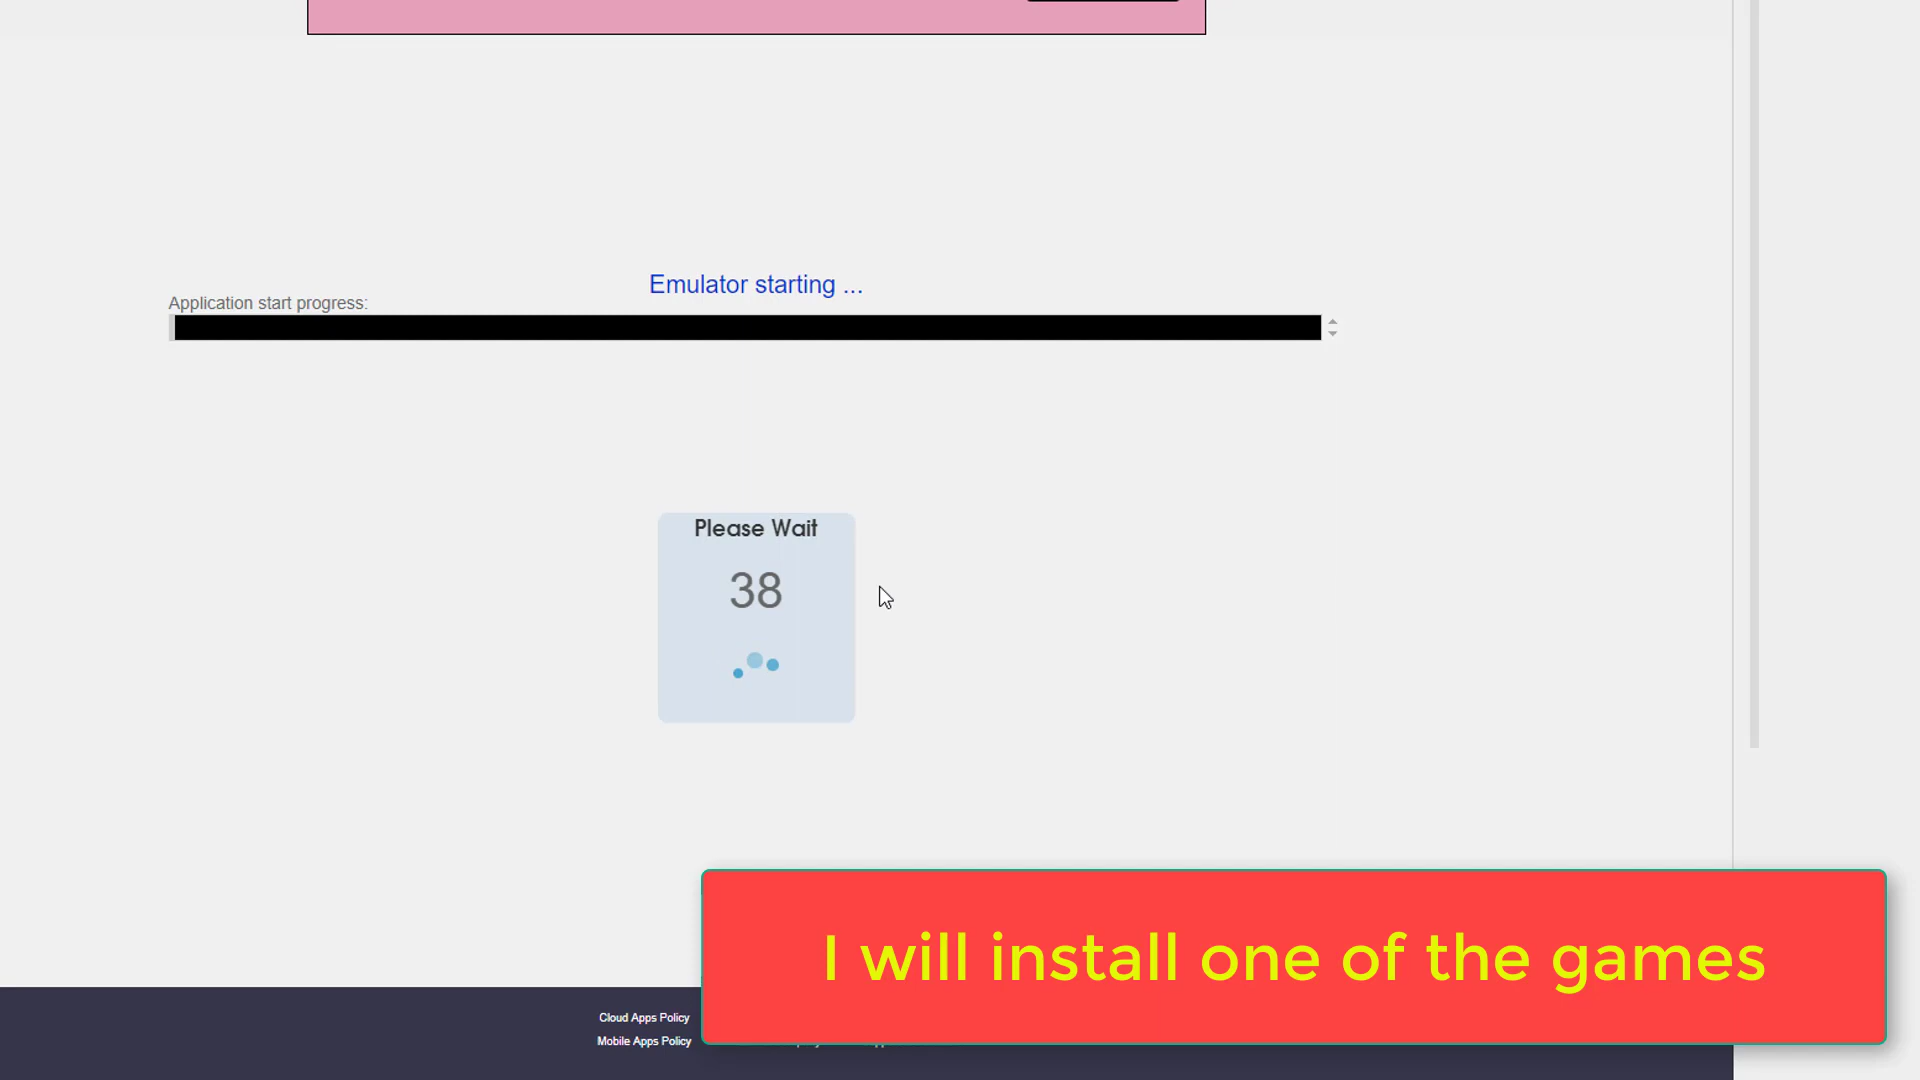 Emulator starting ...
Application start progress:
Please Wait
38
I will install one of the games
Cloud Apps Policy
Mobile Apps Policy